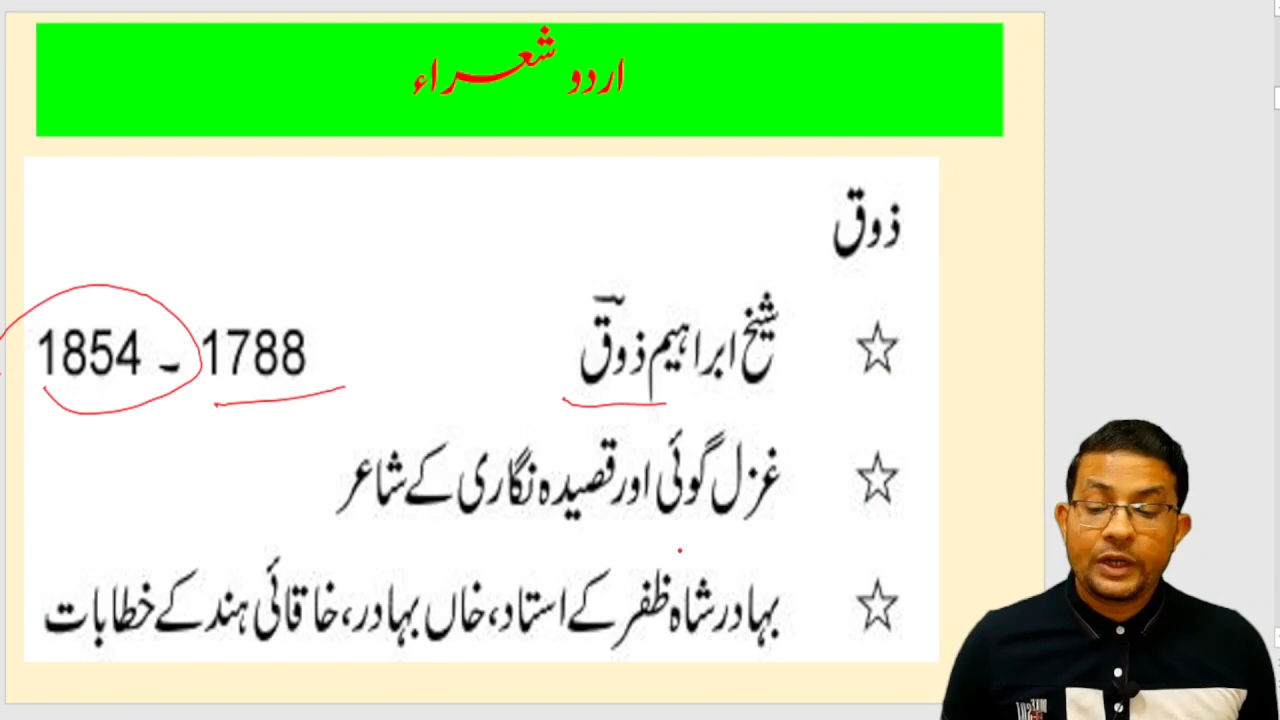 اردو شعراء
ذوق
☆ شیخ ابراہیم ذوقؔ 1788 ۔ 1854
☆ غزل گوئی اور قصیدہ نگاری کے شاعر
☆ بہادر شاہ ظفر کے استاد، خاں بہادر، خاقائی ہند کے خطابات